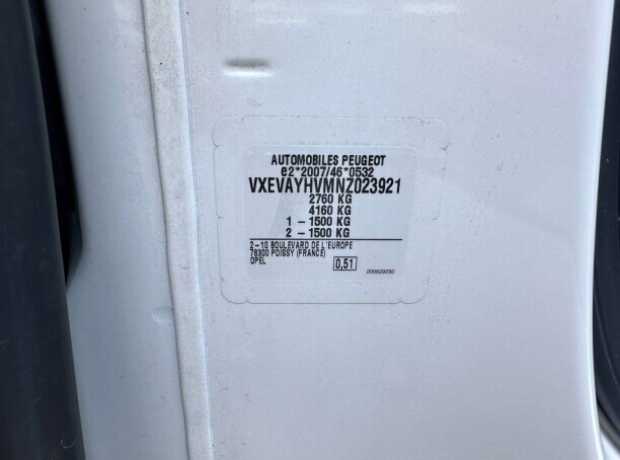 AUTOMOBILES PEUGEOT
e2*2007/46*0532
VXEVAYHVMNZ023921
2760 KG
4160 KG
1 – 1500 KG
2 – 1500 KG
2–10 BOULEVARD DE L'EUROPE
78300 POISSY (FRANCE)
OPEL
0,51